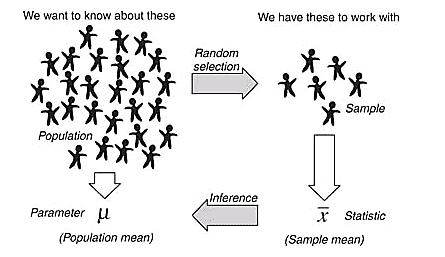 We want to know about these
We have these to work with
Random
selection
Population
Sample
Inference
Parameter μ
x̄ Statistic
(Population mean)
(Sample mean)